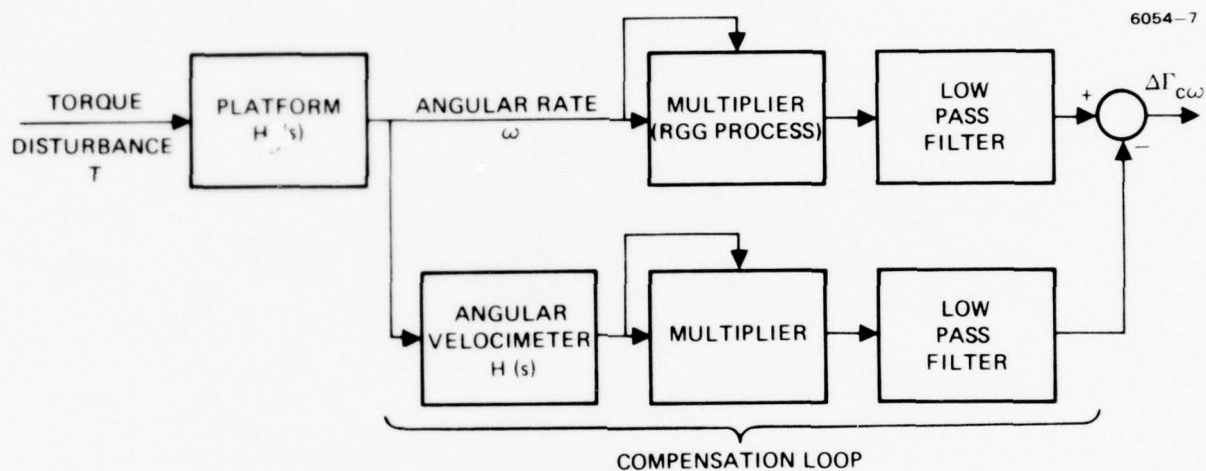 6054-7
TORQUE
DISTURBANCE
T
PLATFORM
H (s)
ANGULAR RATE
ω
MULTIPLIER
(RGG PROCESS)
LOW
PASS
FILTER
+
−
ΔΓcω
ANGULAR
VELOCIMETER
H (s)
MULTIPLIER
LOW
PASS
FILTER
COMPENSATION LOOP